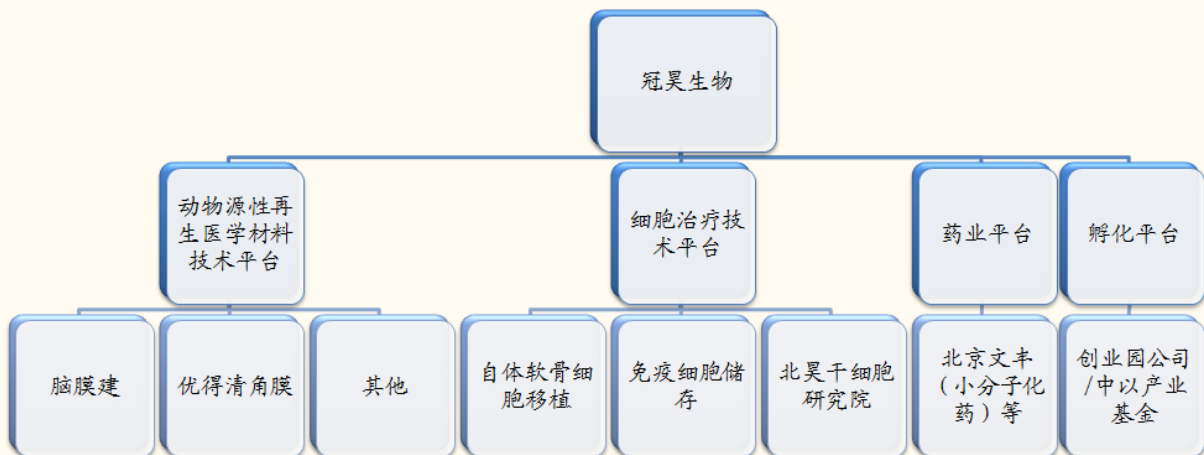 冠昊生物
动物源性再
生医学材料
技术平台
细胞治疗技
术平台
药业平台
孵化平台
脑膜建
优得清角膜
其他
自体软骨细
胞移植
免疫细胞储
存
北昊干细胞
研究院
北京文丰
（小分子化
药）等
创业园公司
/中以产业
基金